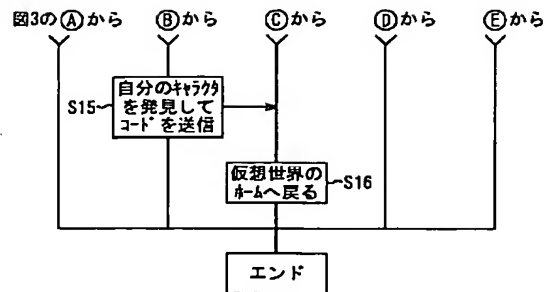 図3のⒶから Ⓑから Ⓒから Ⓓから Ⓔから
S15
自分のキャラクタ
を発見して
コードを送信
仮想世界の
ホームへ戻る
S16
エンド